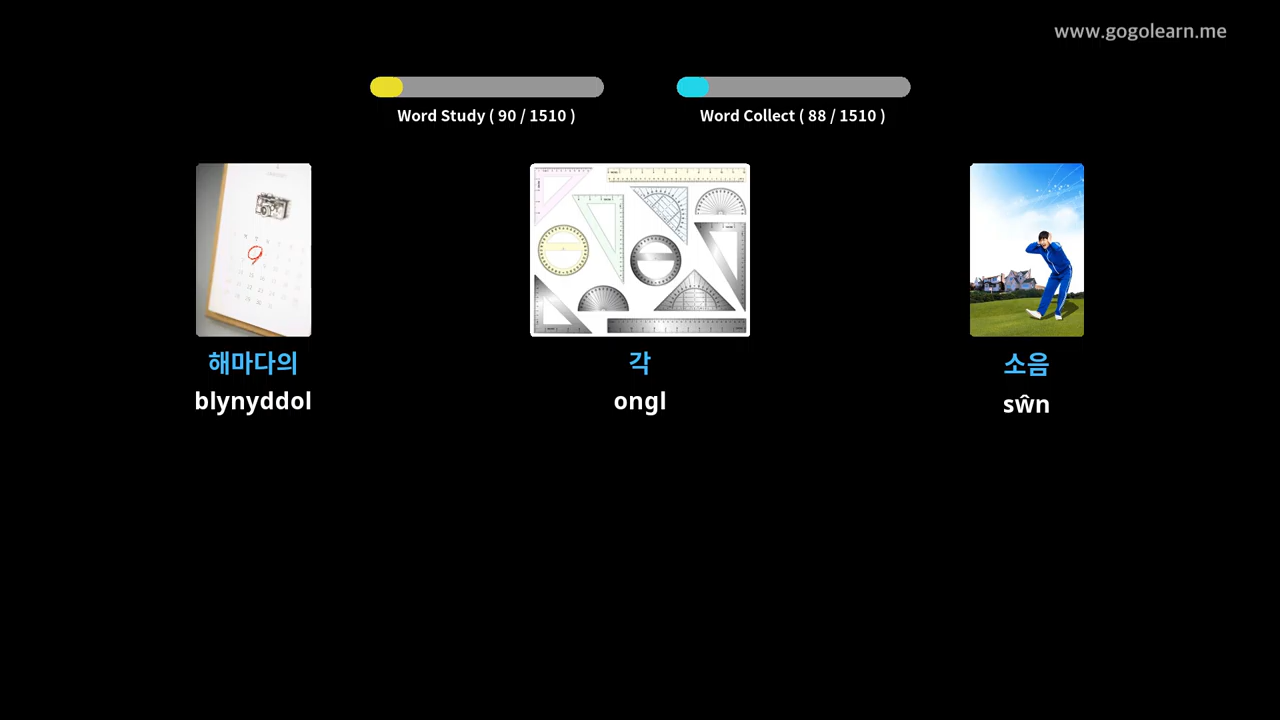 www.gogolearn.me
Word Study ( 90 / 1510 )
Word Collect ( 88 / 1510 )
해마다의
blynyddol
각
ongl
소음
sŵn